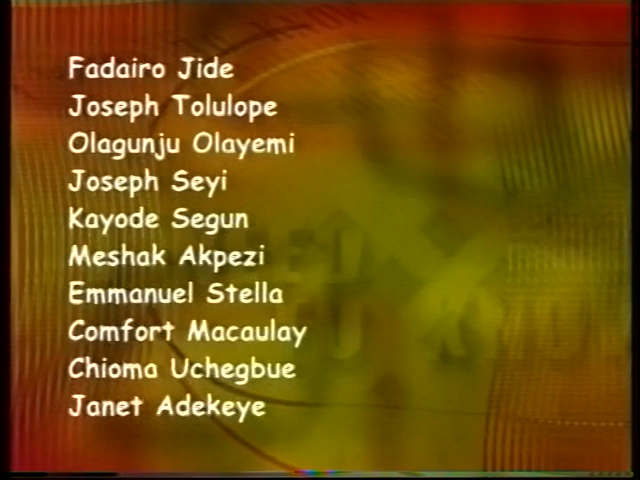 Fadairo Jide
Joseph Tolulope
Olagunju Olayemi
Joseph Seyi
Kayode Segun
Meshak Akpezi
Emmanuel Stella
Comfort Macaulay
Chioma Uchegbue
Janet Adekeye